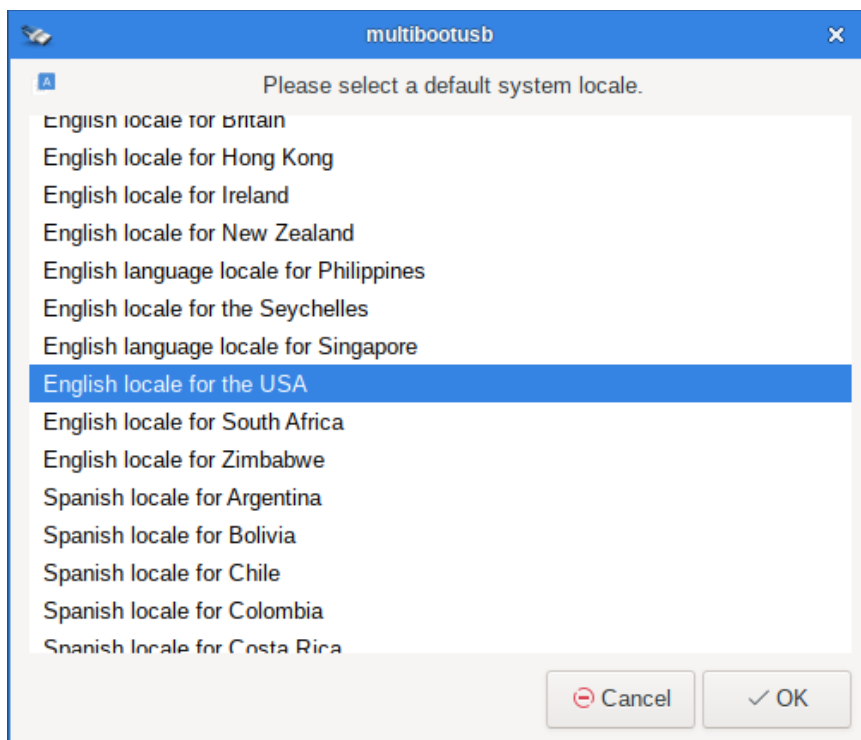 multibootusb
A
Please select a default system locale.
English locale for Britain
English locale for Hong Kong
English locale for Ireland
English locale for New Zealand
English language locale for Philippines
English locale for the Seychelles
English language locale for Singapore
English locale for the USA
English locale for South Africa
English locale for Zimbabwe
Spanish locale for Argentina
Spanish locale for Bolivia
Spanish locale for Chile
Spanish locale for Colombia
Spanish locale for Costa Rica
Cancel OK